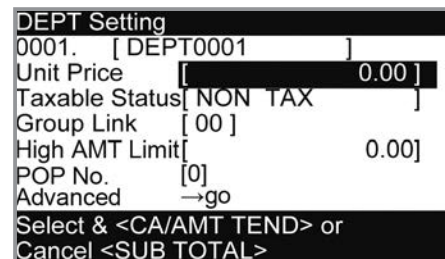 DEPT Setting
0001. [ DEPT0001 ]
Unit Price [ 0.00 ]
Taxable Status[ NON TAX ]
Group Link [ 00 ]
High AMT Limit[ 0.00]
POP No. [0]
Advanced →go
Select & <CA/AMT TEND> or
Cancel <SUB TOTAL>